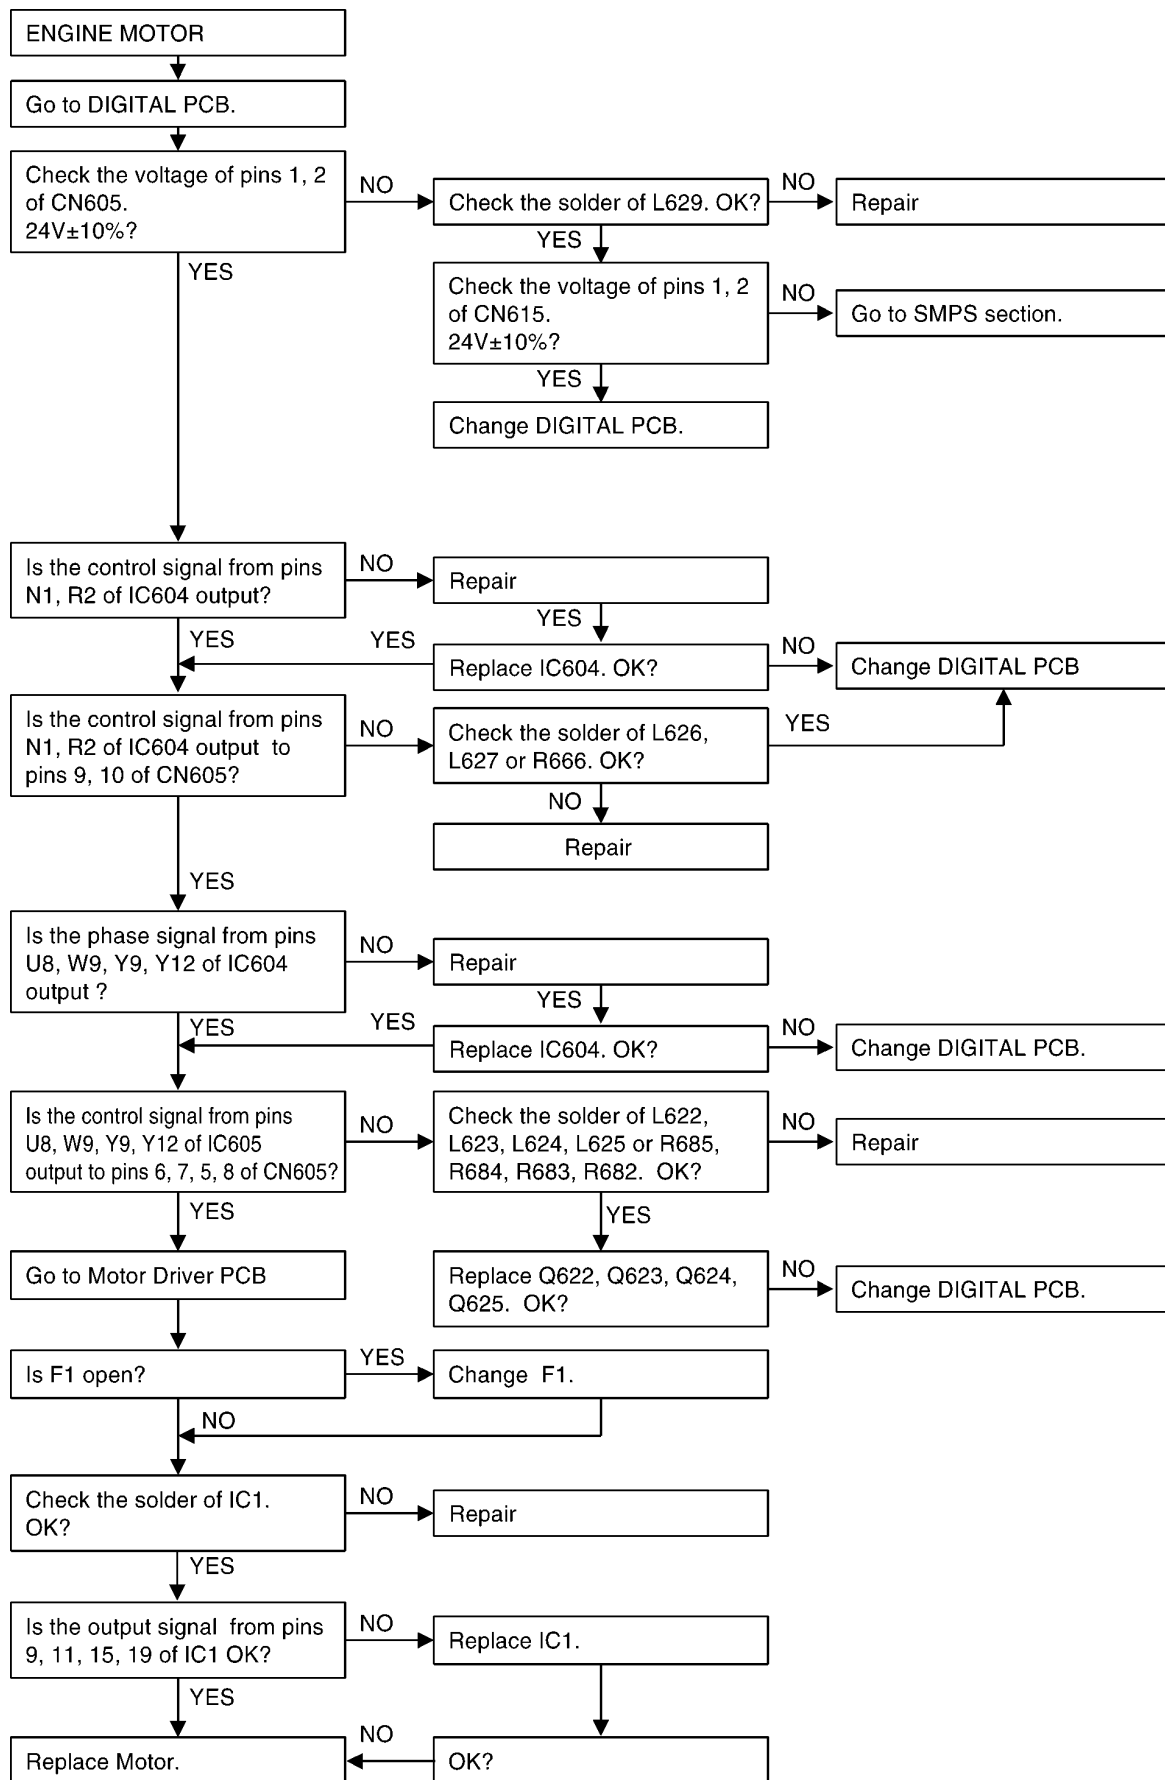 ENGINE MOTOR
Go to DIGITAL PCB.
Check the voltage of pins 1, 2
of CN605.
24V±10%?
NO
Check the solder of L629. OK?
NO
Repair
YES
YES
Check the voltage of pins 1, 2
of CN615.
24V±10%?
NO
Go to SMPS section.
YES
Change DIGITAL PCB.
Is the control signal from pins
N1, R2 of IC604 output?
NO
Repair
YES
YES
YES
Replace IC604. OK?
NO
Change DIGITAL PCB
Is the control signal from pins
N1, R2 of IC604 output to
pins 9, 10 of CN605?
NO
Check the solder of L626,
L627 or R666. OK?
YES
NO
Repair
YES
Is the phase signal from pins
U8, W9, Y9, Y12 of IC604
output ?
NO
Repair
YES
YES
YES
Replace IC604. OK?
NO
Change DIGITAL PCB.
Is the control signal from pins
U8, W9, Y9, Y12 of IC605
output to pins 6, 7, 5, 8 of CN605?
NO
Check the solder of L622,
L623, L624, L625 or R685,
R684, R683, R682. OK?
NO
Repair
YES
YES
Go to Motor Driver PCB
Replace Q622, Q623, Q624,
Q625. OK?
NO
Change DIGITAL PCB.
Is F1 open?
YES
Change F1.
NO
Check the solder of IC1.
OK?
NO
Repair
YES
Is the output signal from pins
9, 11, 15, 19 of IC1 OK?
NO
Replace IC1.
YES
Replace Motor.
NO
OK?